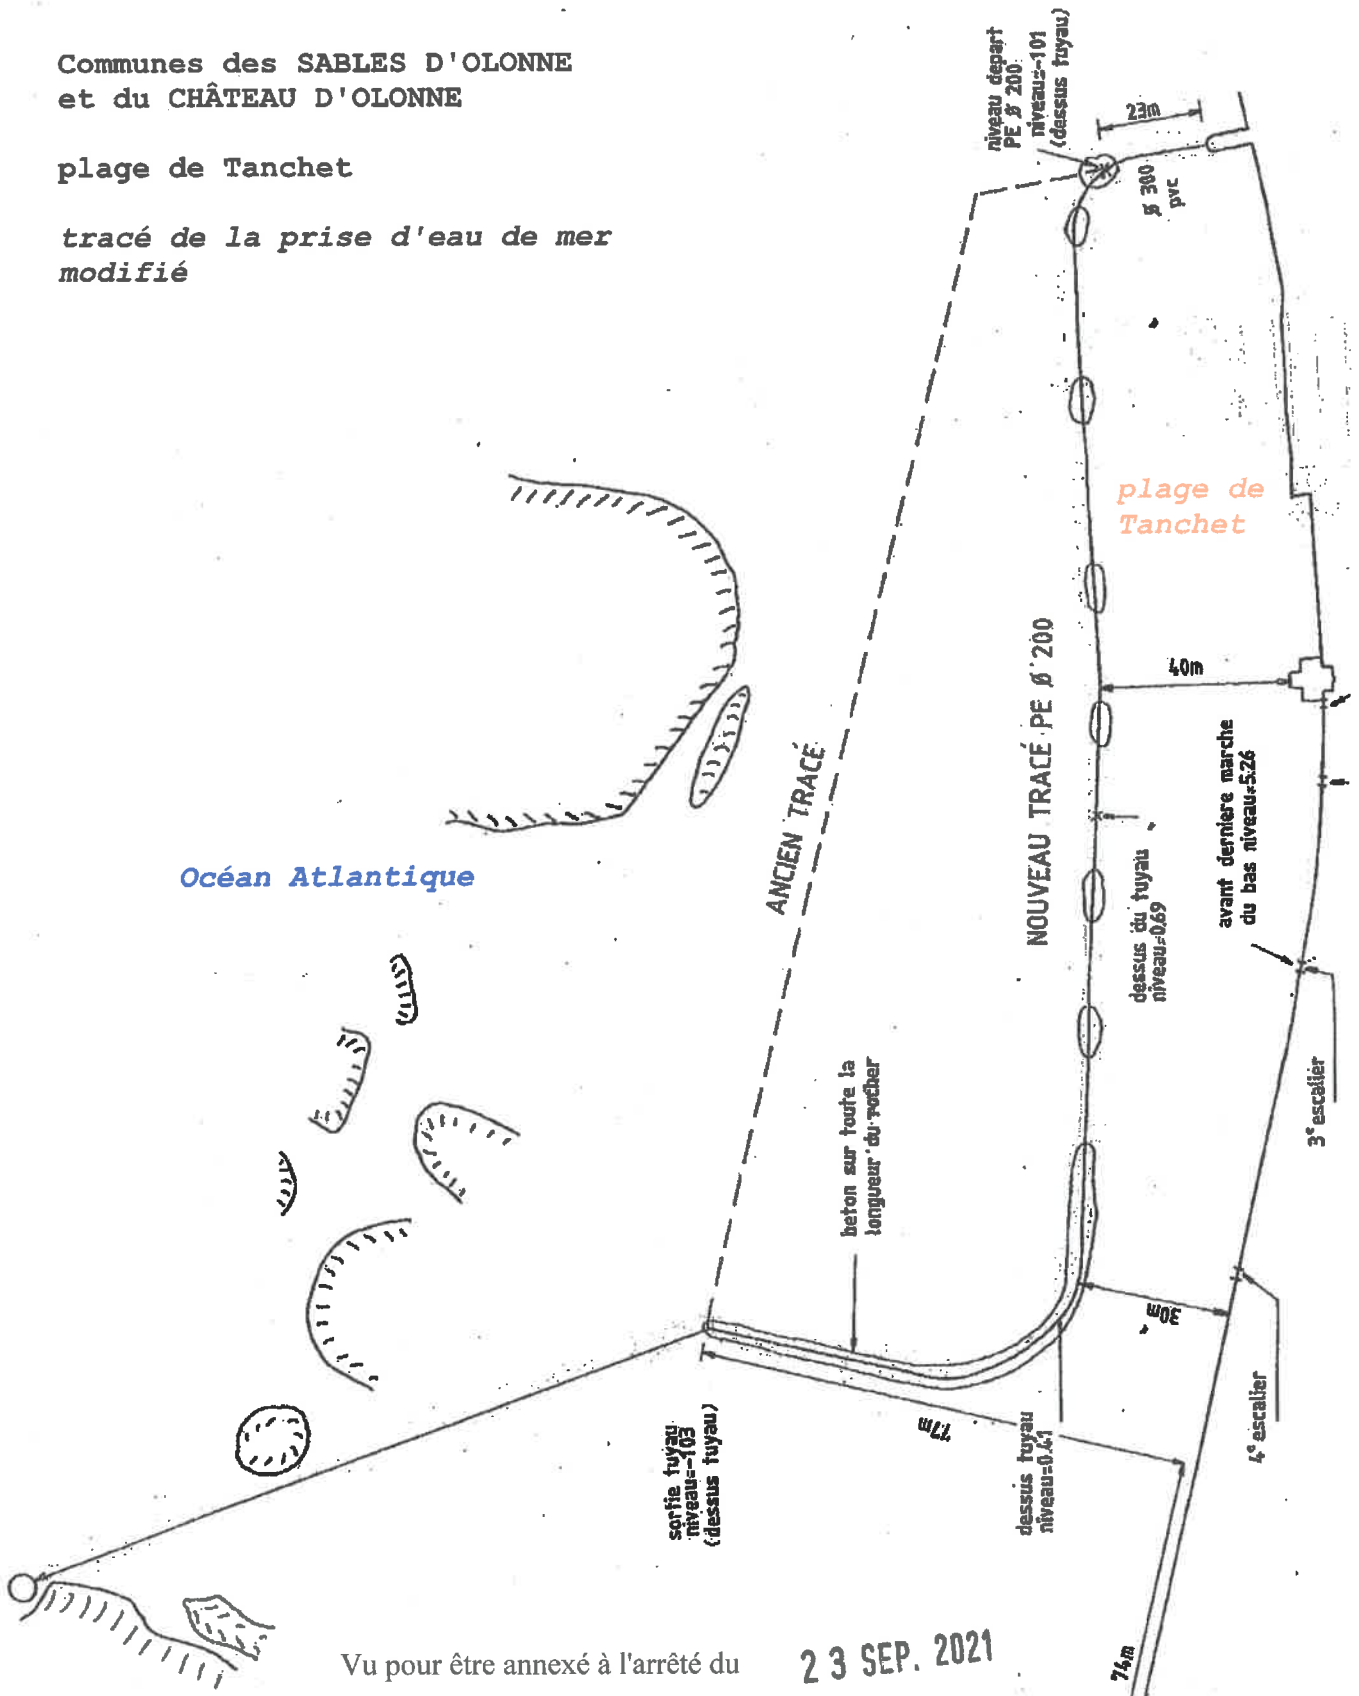 Communes des SABLES D'OLONNE
et du CHÂTEAU D'OLONNE
plage de Tanchet
tracé de la prise d'eau de mer
modifié
niveau depart
PE ø 200
niveau=-101
(dessus tuyau)
23m
ø 300
pvc
plage de
Tanchet
40m
NOUVEAU TRACÉ PE ø 200
ANCIEN TRACÉ
avant derniere marche
du bas niveau=5.26
dessus du tuyau
niveau=0.69
Océan Atlantique
3e escalier
beton sur toute la
longueur du rocher
30m
4e escalier
77m
sortie tuyau
niveau=-103
(dessus tuyau)
dessus tuyau
niveau=0.41
74m
Vu pour être annexé à l'arrêté du
23 SEP. 2021